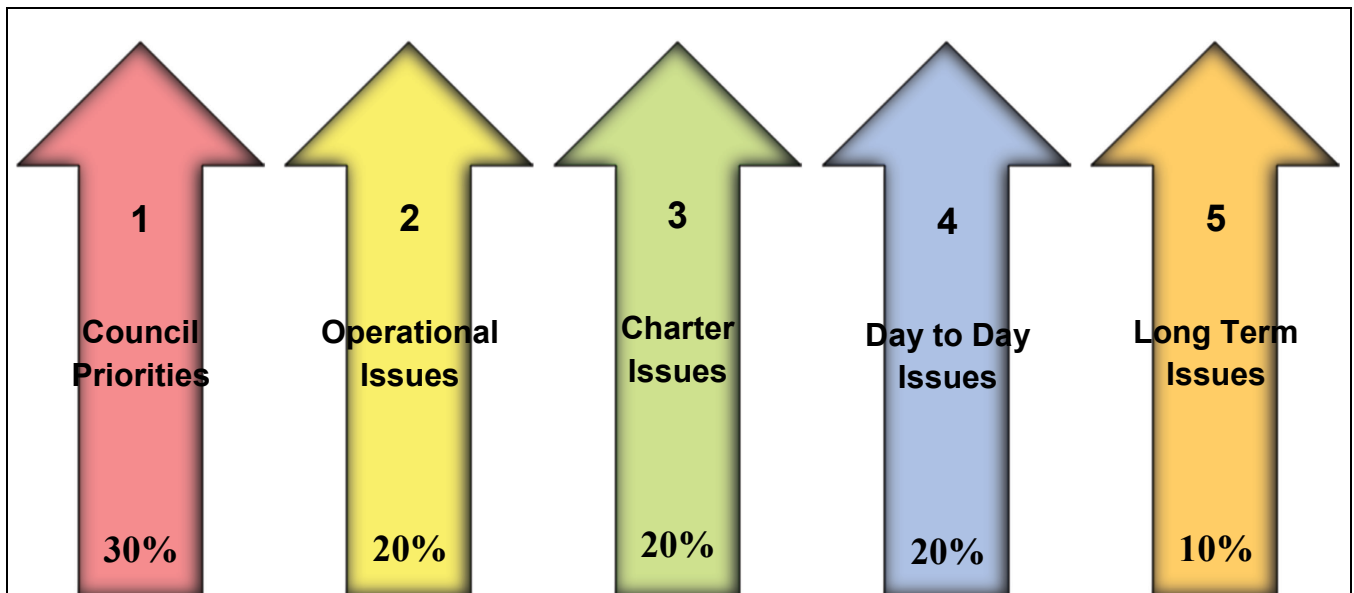 1
Council
Priorities
30%
2
Operational
Issues
20%
3
Charter
Issues
20%
4
Day to Day
Issues
20%
5
Long Term
Issues
10%